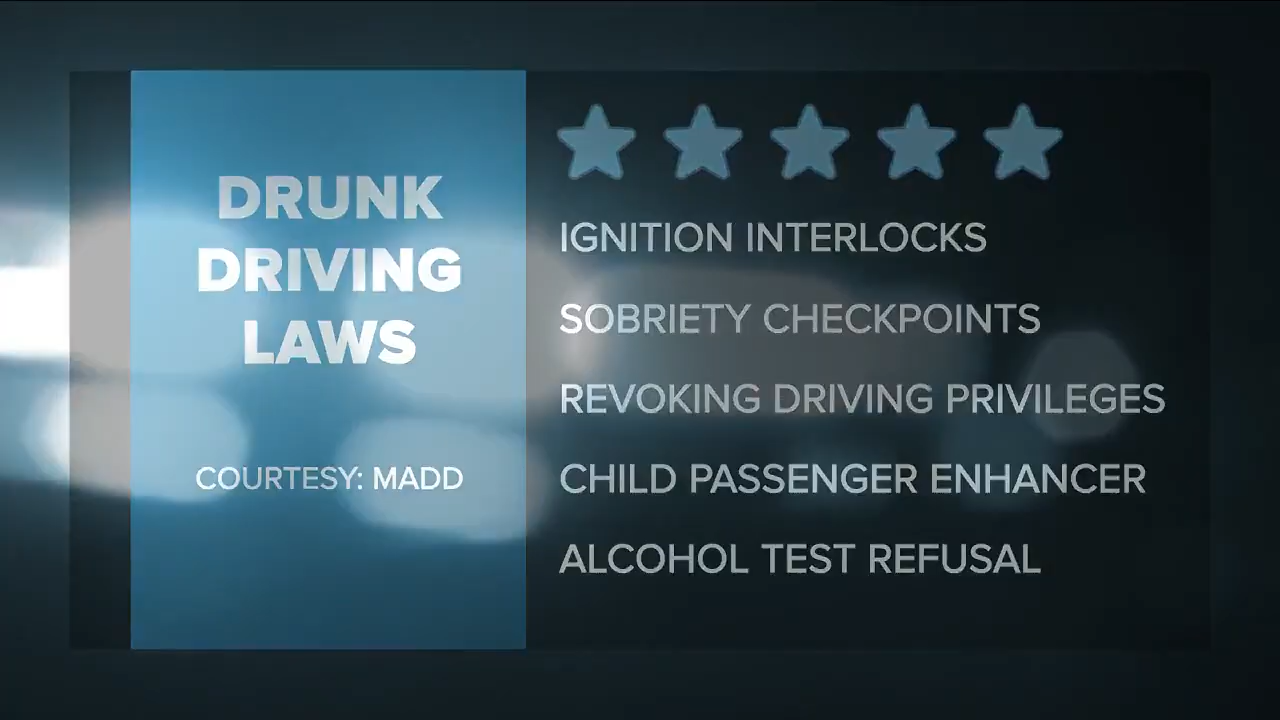 DRUNK
DRIVING
LAWS
COURTESY: MADD
IGNITION INTERLOCKS
SOBRIETY CHECKPOINTS
REVOKING DRIVING PRIVILEGES
CHILD PASSENGER ENHANCER
ALCOHOL TEST REFUSAL